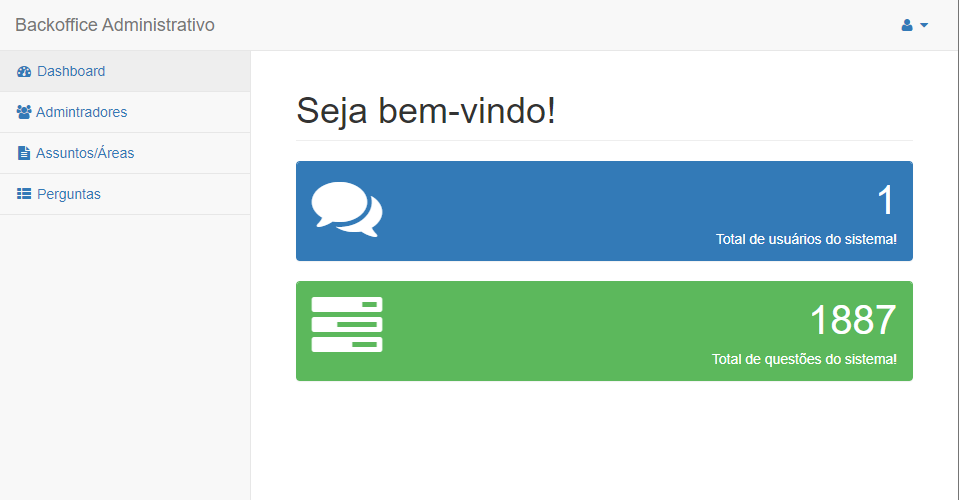 Backoffice Administrativo
Dashboard
Admintradores
Assuntos/Áreas
Perguntas
Seja bem-vindo!
1
Total de usuários do sistema!
1887
Total de questões do sistema!